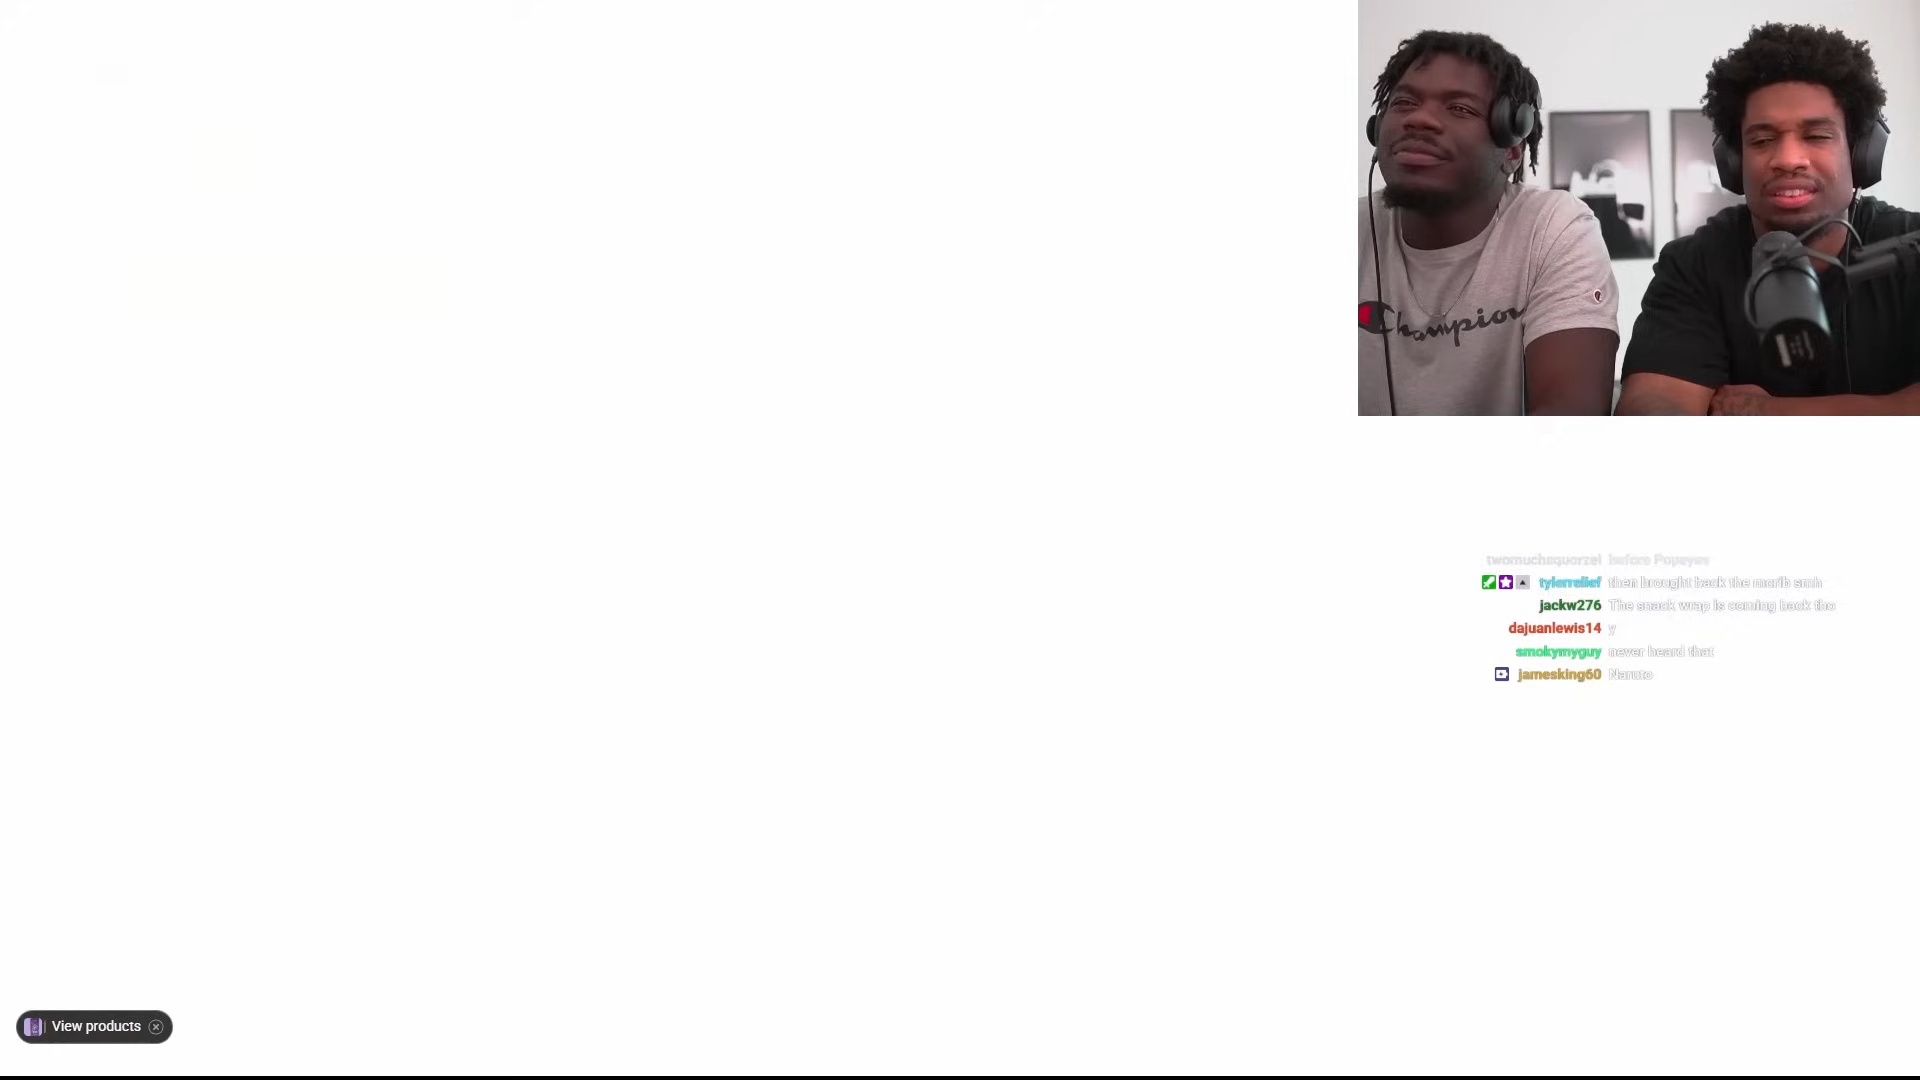 Champion
twomuchsquorzel before Popeyes
tylerrelief then brought back the mcrib smh
jackw276 The snack wrap is coming back tho
dajuanlewis14 y
smokymyguy never heard that
jamesking60 Naruto
View products